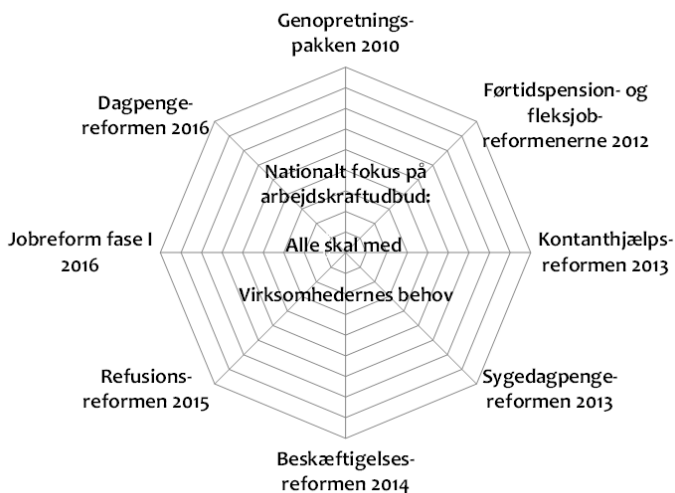 Genopretnings-
pakken 2010
Førtidspension- og
fleksjob-
reformenerne 2012
Kontanthjælps-
reformen 2013
Sygedagpenge-
reformen 2013
Beskæftigelses-
reformen 2014
Refusions-
reformen 2015
Jobreform fase I
2016
Dagpenge-
reformen 2016
Nationalt fokus på
arbejdskraftudbud:
Alle skal med
Virksomhedernes behov